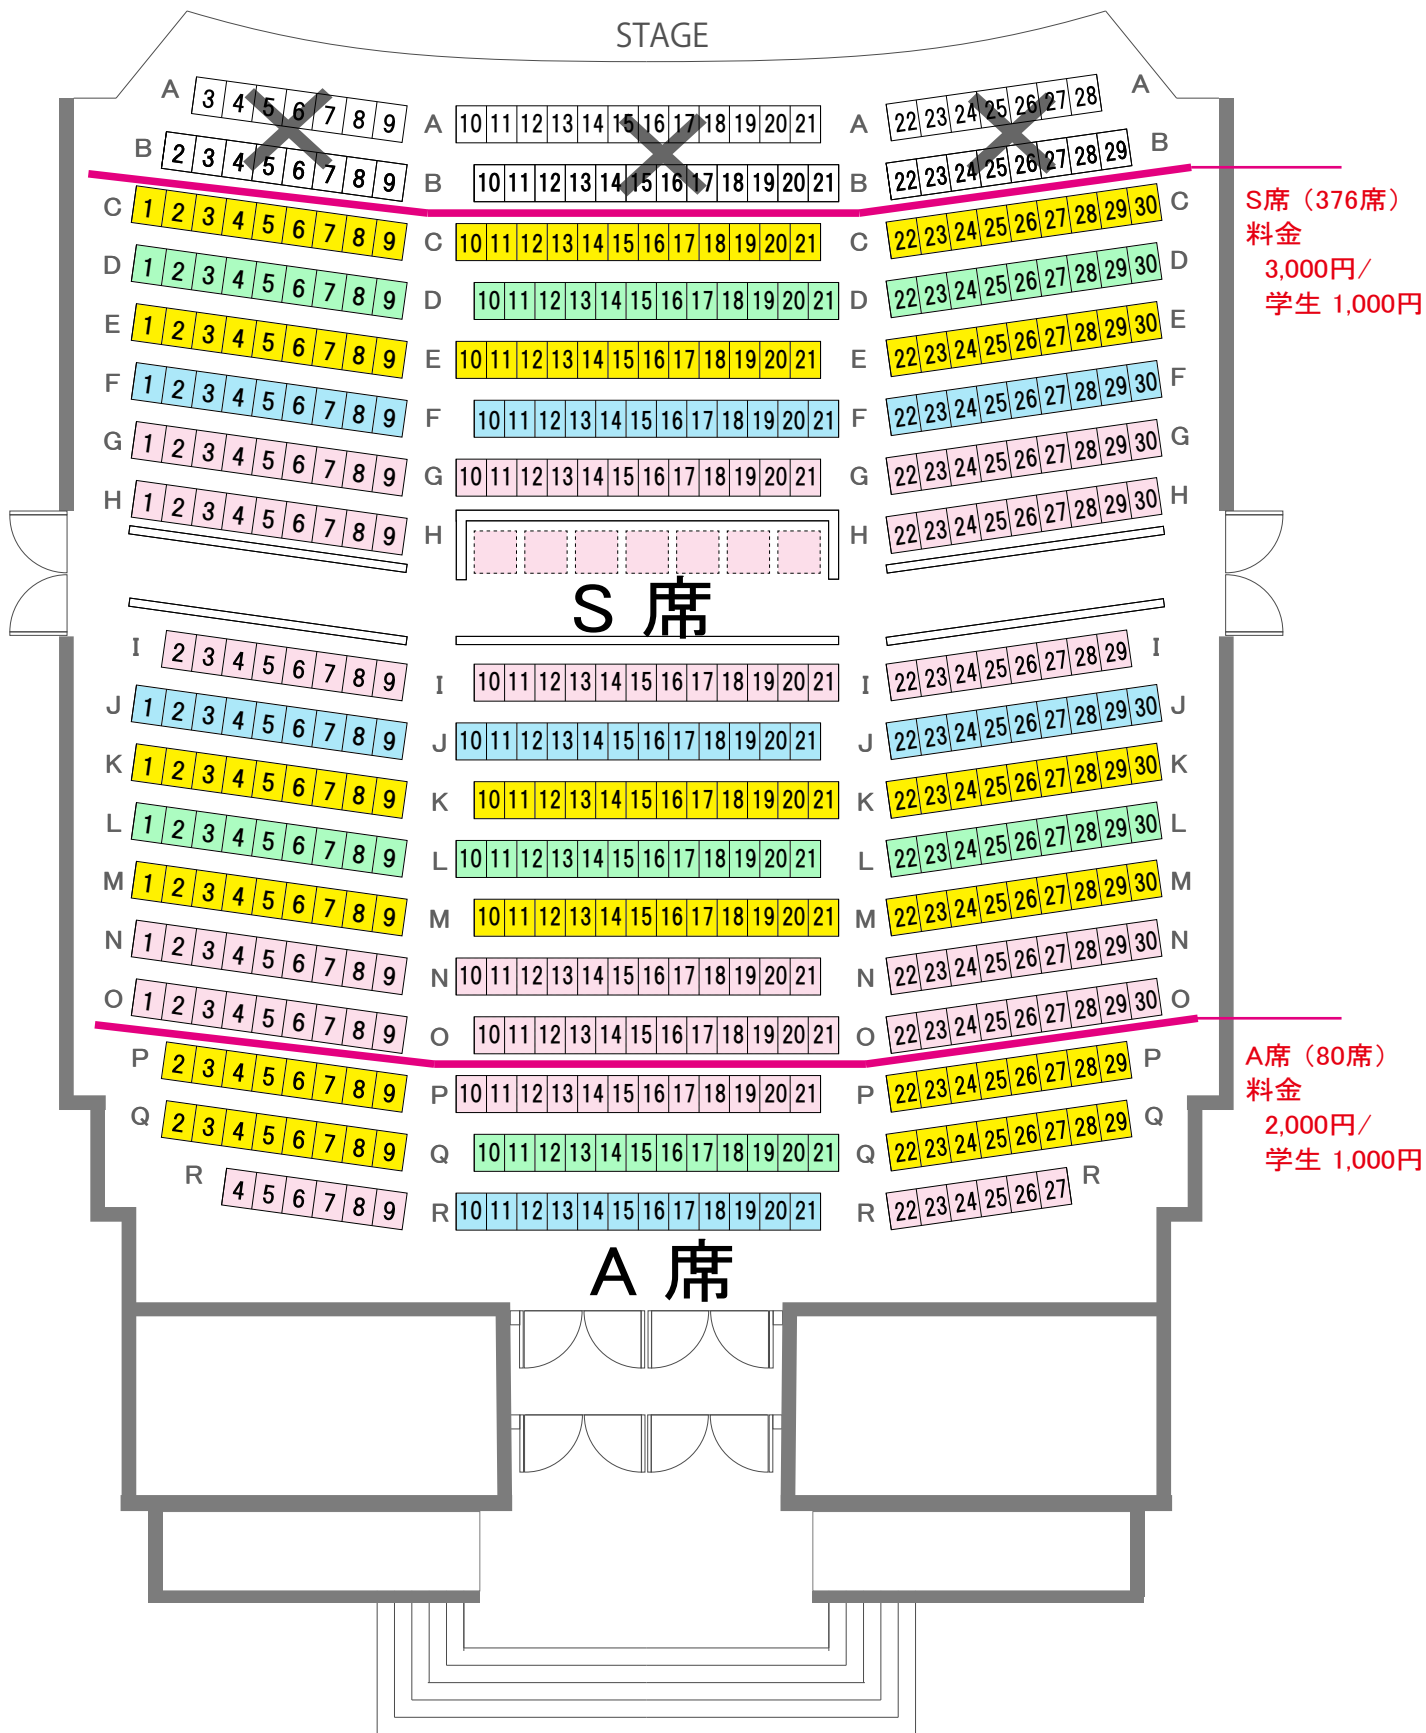 STAGE
A 3 4 5 6 7 8 9 A 10 11 12 13 14 15 16 17 18 19 20 21 A 22 23 24 25 26 27 28 A
B 2 3 4 5 6 7 8 9 B 10 11 12 13 14 15 16 17 18 19 20 21 B 22 23 24 25 26 27 28 29 B
C 1 2 3 4 5 6 7 8 9 C 10 11 12 13 14 15 16 17 18 19 20 21 C 22 23 24 25 26 27 28 29 30 C
S席（376席）
料金
3,000円/
学生 1,000円
D 1 2 3 4 5 6 7 8 9 D 10 11 12 13 14 15 16 17 18 19 20 21 D 22 23 24 25 26 27 28 29 30 D
E 1 2 3 4 5 6 7 8 9 E 10 11 12 13 14 15 16 17 18 19 20 21 E 22 23 24 25 26 27 28 29 30 E
F 1 2 3 4 5 6 7 8 9 F 10 11 12 13 14 15 16 17 18 19 20 21 F 22 23 24 25 26 27 28 29 30 F
G 1 2 3 4 5 6 7 8 9 G 10 11 12 13 14 15 16 17 18 19 20 21 G 22 23 24 25 26 27 28 29 30 G
H 1 2 3 4 5 6 7 8 9 H H 22 23 24 25 26 27 28 29 30 H
S 席
I 2 3 4 5 6 7 8 9 I 10 11 12 13 14 15 16 17 18 19 20 21 I 22 23 24 25 26 27 28 29 I
J 1 2 3 4 5 6 7 8 9 J 10 11 12 13 14 15 16 17 18 19 20 21 J 22 23 24 25 26 27 28 29 30 J
K 1 2 3 4 5 6 7 8 9 K 10 11 12 13 14 15 16 17 18 19 20 21 K 22 23 24 25 26 27 28 29 30 K
L 1 2 3 4 5 6 7 8 9 L 10 11 12 13 14 15 16 17 18 19 20 21 L 22 23 24 25 26 27 28 29 30 L
M 1 2 3 4 5 6 7 8 9 M 10 11 12 13 14 15 16 17 18 19 20 21 M 22 23 24 25 26 27 28 29 30 M
N 1 2 3 4 5 6 7 8 9 N 10 11 12 13 14 15 16 17 18 19 20 21 N 22 23 24 25 26 27 28 29 30 N
O 1 2 3 4 5 6 7 8 9 O 10 11 12 13 14 15 16 17 18 19 20 21 O 22 23 24 25 26 27 28 29 30 O
P 2 3 4 5 6 7 8 9 P 10 11 12 13 14 15 16 17 18 19 20 21 P 22 23 24 25 26 27 28 29 P
A席（80席）
料金
2,000円/
学生 1,000円
Q 2 3 4 5 6 7 8 9 Q 10 11 12 13 14 15 16 17 18 19 20 21 Q 22 23 24 25 26 27 28 29 Q
R 4 5 6 7 8 9 R 10 11 12 13 14 15 16 17 18 19 20 21 R 22 23 24 25 26 27 R
A 席